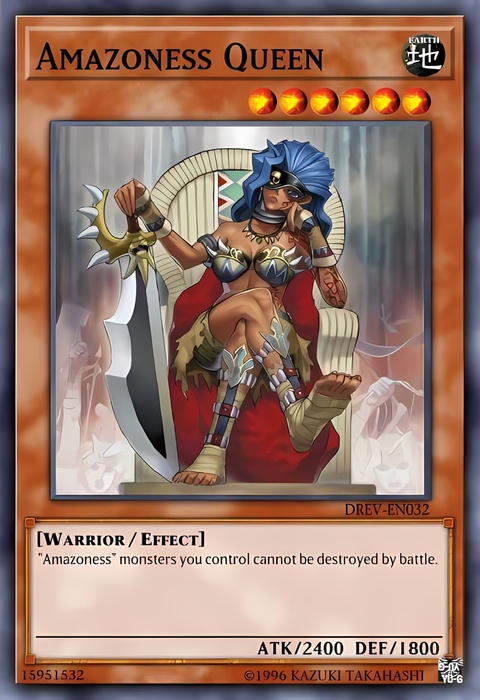 AMAZONESS QUEEN
EARTH
地
DREV-EN032
[WARRIOR / EFFECT]
"Amazoness" monsters you control cannot be destroyed by battle.
ATK/2400 DEF/1800
15951532
©1996 KAZUKI TAKAHASHI